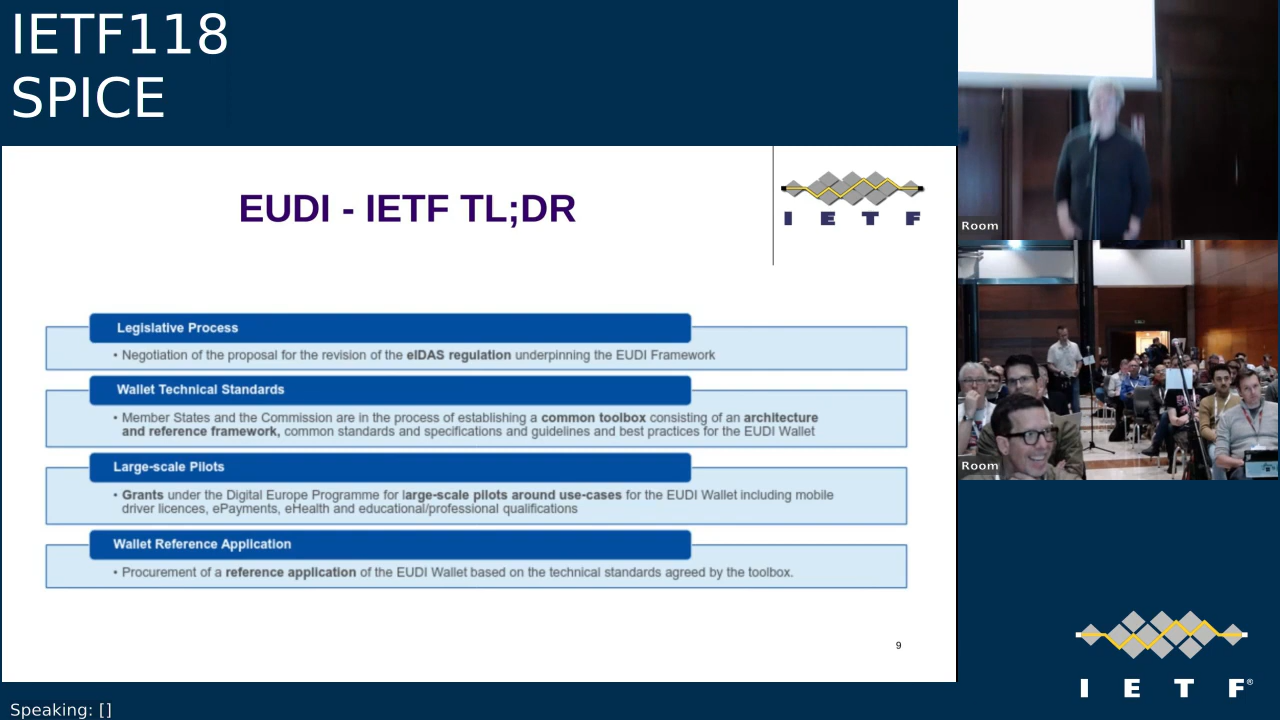 IETF118
SPICE
EUDI - IETF TL;DR
I E T F
Legislative Process
• Negotiation of the proposal for the revision of the eIDAS regulation underpinning the EUDI Framework
Wallet Technical Standards
• Member States and the Commission are in the process of establishing a common toolbox consisting of an architecture
and reference framework, common standards and specifications and guidelines and best practices for the EUDI Wallet
Large-scale Pilots
• Grants under the Digital Europe Programme for large-scale pilots around use-cases for the EUDI Wallet including mobile
driver licences, ePayments, eHealth and educational/professional qualifications
Wallet Reference Application
• Procurement of a reference application of the EUDI Wallet based on the technical standards agreed by the toolbox.
9
Room
Room
I E T F®
Speaking: []